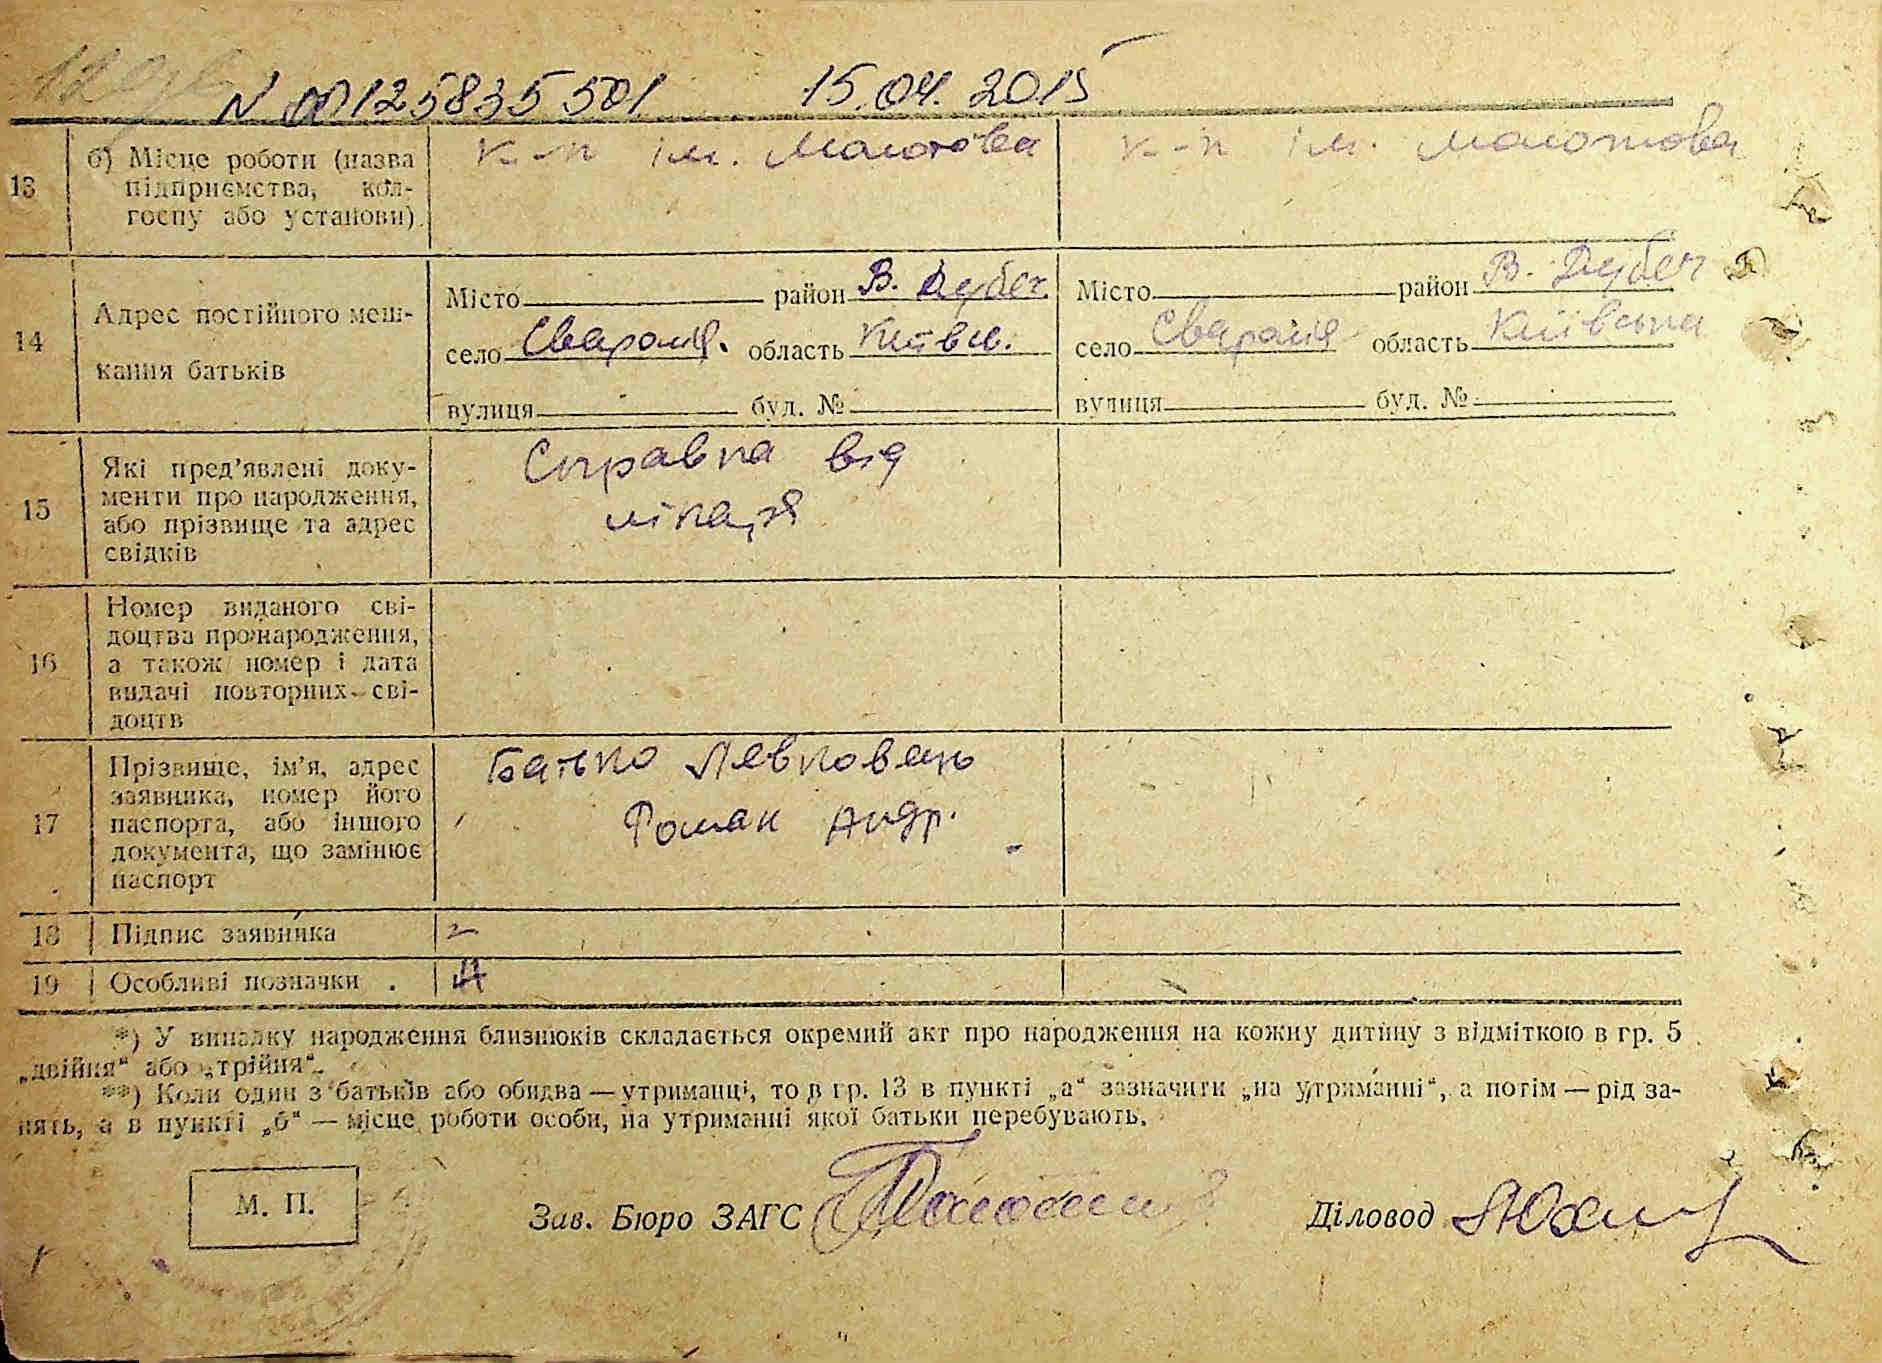 N 00125835501 15.04.2015
13 б) Місце роботи (назва підприємства, колгоспу або установи).
к-п ім. Молотова
к-п ім. Молотова
14 Адрес постійного мешкання батьків
Місто район В. Дубеч.
село Свароміє. область Київсь.
вулиця буд. №
Місто район В. Дубеч
село область Київська
вулиця буд. №
15 Які пред'явлені документи про народження, або прізвище та адрес свідків
Справка від
лікаря
16 Номер виданого свідоцтва про народження, а також номер і дата видачі повторних свідоцтв
17 Прізвище, ім'я, адрес заявника, номер його паспорта, або іншого документа, що замінює паспорт
Батько Левковець
Роман Андр.
18 Підпис заявника
19 Особливі позначки .
*) У випадку народження близнюків складається окремий акт про народження на кожну дитину з відміткою в гр. 5
„двійня“ або „трійня“.
**) Коли один з батьків або обидва — утриманці, то в гр. 13 в пункті „а“ зазначити „на утриманні“, а потім — рід за-
нять, а в пункті „б“ — місце роботи особи, на утриманні якої батьки перебувають.
М. П.
Зав. Бюро ЗАГС
Діловод